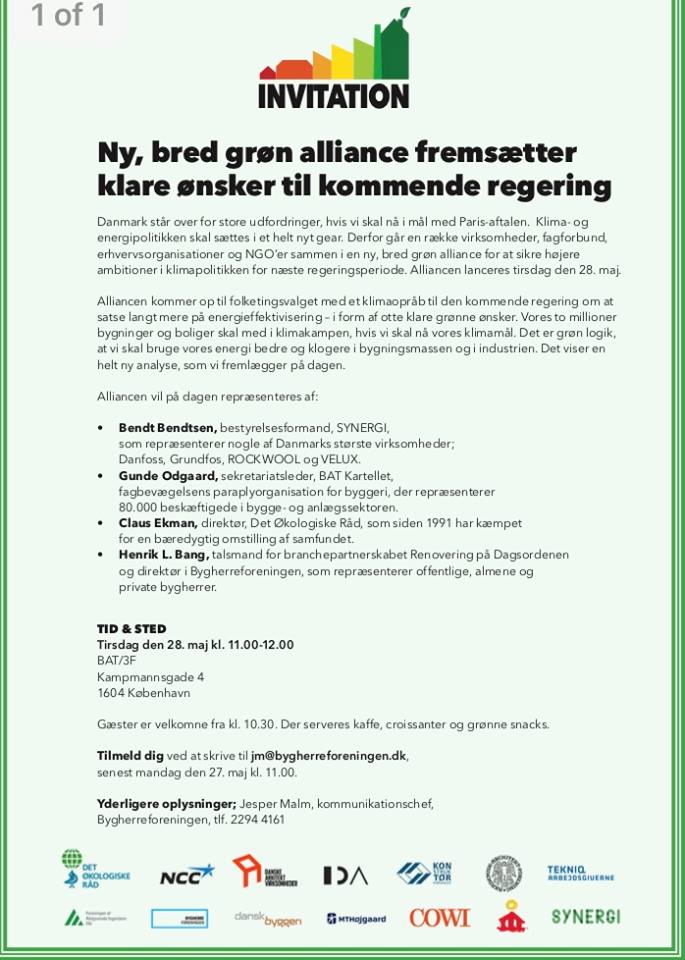 1 of 1
INVITATION
Ny, bred grøn alliance fremsætter
klare ønsker til kommende regering
Danmark står over for store udfordringer, hvis vi skal nå i mål med Paris-aftalen. Klima- og
energipolitikken skal sættes i et helt nyt gear. Derfor går en række virksomheder, fagforbund,
erhvervsorganisationer og NGO'er sammen i en ny, bred grøn alliance for at sikre højere
ambitioner i klimapolitikken for næste regeringsperiode. Alliancen lanceres tirsdag den 28. maj.
Alliancen kommer op til folketingsvalget med et klimaopråb til den kommende regering om at
satse langt mere på energieffektivisering – i form af otte klare grønne ønsker. Vores to millioner
bygninger og boliger skal med i klimakampen, hvis vi skal nå vores klimamål. Det er grøn logik,
at vi skal bruge vores energi bedre og klogere i bygningsmassen og i industrien. Det viser en
helt ny analyse, som vi fremlægger på dagen.
Alliancen vil på dagen repræsenteres af:
• Bendt Bendtsen, bestyrelsesformand, SYNERGI,
som repræsenterer nogle af Danmarks største virksomheder;
Danfoss, Grundfos, ROCKWOOL og VELUX.
• Gunde Odgaard, sekretariatsleder, BAT Kartellet,
fagbevægelsens paraplyorganisation for byggeri, der repræsenterer
80.000 beskæftigede i bygge- og anlægssektoren.
• Claus Ekman, direktør, Det Økologiske Råd, som siden 1991 har kæmpet
for en bæredygtig omstilling af samfundet.
• Henrik L. Bang, talsmand for branchepartnerskabet Renovering på Dagsordenen
og direktør i Bygherreforeningen, som repræsenterer offentlige, almene og
private bygherrer.
TID & STED
Tirsdag den 28. maj kl. 11.00-12.00
BAT/3F
Kampmannsgade 4
1604 København
Gæster er velkomne fra kl. 10.30. Der serveres kaffe, croissanter og grønne snacks.
Tilmeld dig ved at skrive til jm@bygherreforeningen.dk,
senest mandag den 27. maj kl. 11.00.
Yderligere oplysninger; Jesper Malm, kommunikationschef,
Bygherreforeningen, tlf. 2294 4161
DET
ØKOLOGISKE
RÅD
NCC
DANSKE
ARKITEKT
VIRKSOMHEDER
IDA
KON
STRUK
TØR
TEKNIQ
ARBEJDSGIVERNE
BYGHERRE
FORENINGEN
dansk
byggeri
MTHojgaard
COWI
SYNERGI